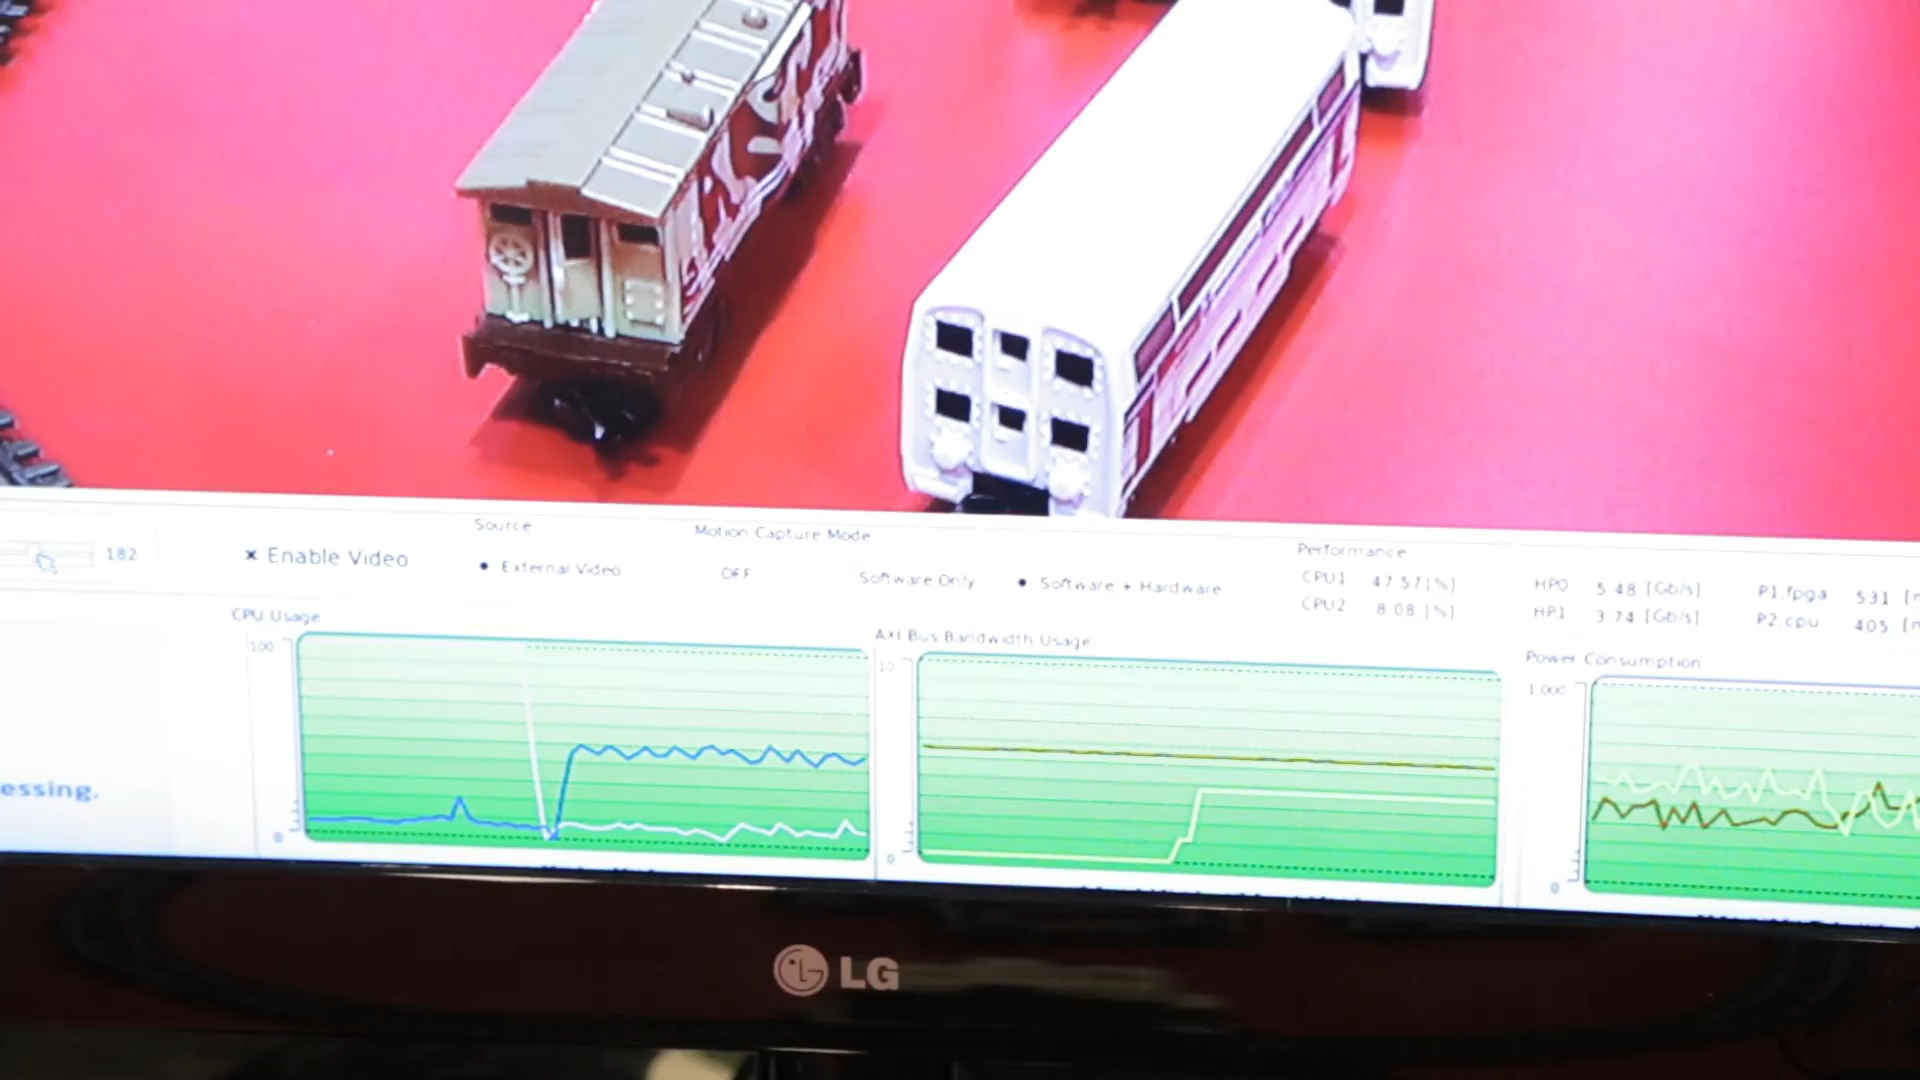 182
x Enable Video
Source
External Video
Motion Capture Mode
OFF
Software Only
Software + Hardware
Performance
CPU1 47 57 [%]
CPU2 8 08 [%]
HP0 5 48 [Gb/s]
HP1 3 74 [Gb/s]
P1.fpga 531 [m
P2.cpu 405 [m
essing.
CPU Usage
100
0
AXI Bus Bandwidth Usage
10
0
Power Consumption
1 000
0
LG